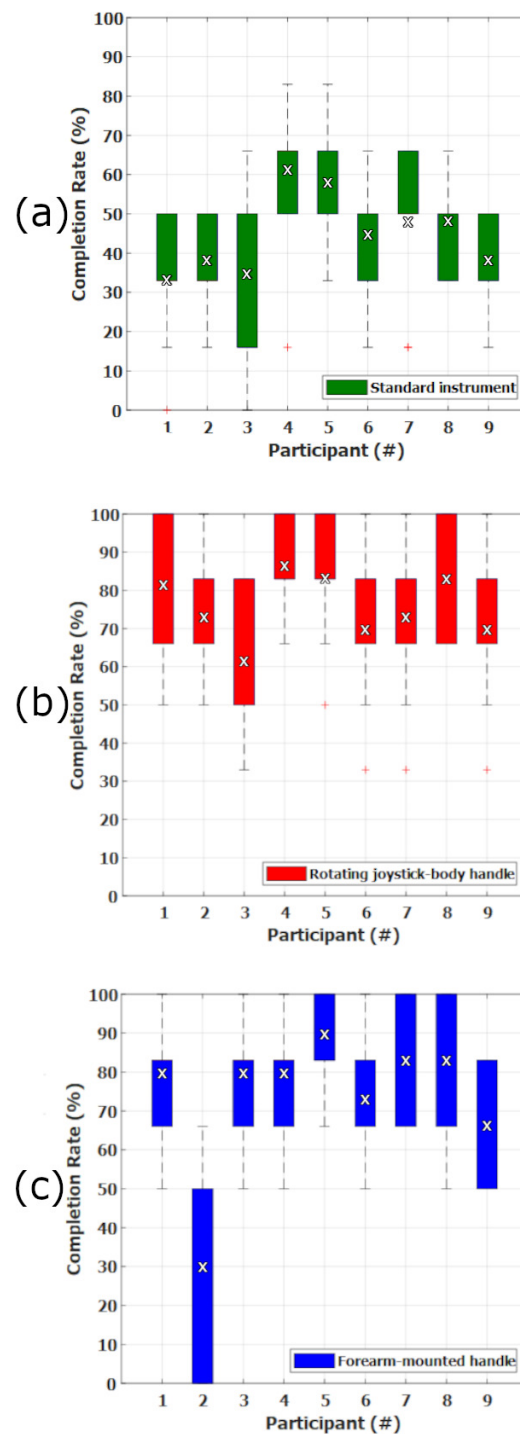 (a)
Completion Rate (%)
100
90
80
70
60
50
40
30
20
10
0
x x x x x x x x x
Standard instrument
1 2 3 4 5 6 7 8 9
Participant (#)
(b)
Completion Rate (%)
100
90
80
70
60
50
40
30
20
10
0
x x x x x x x x x
Rotating joystick-body handle
1 2 3 4 5 6 7 8 9
Participant (#)
(c)
Completion Rate (%)
100
90
80
70
60
50
40
30
20
10
0
x x x x x x x x x
Forearm-mounted handle
1 2 3 4 5 6 7 8 9
Participant (#)